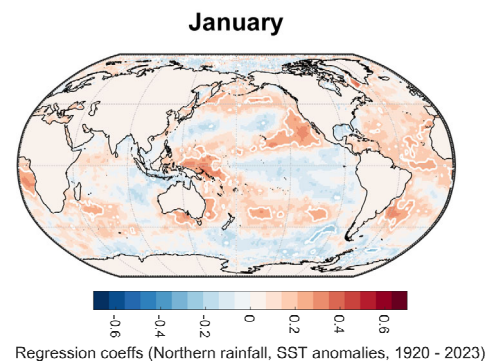 January
-0.6 -0.4 -0.2 0 0.2 0.4 0.6
Regression coeffs (Northern rainfall, SST anomalies, 1920 - 2023)